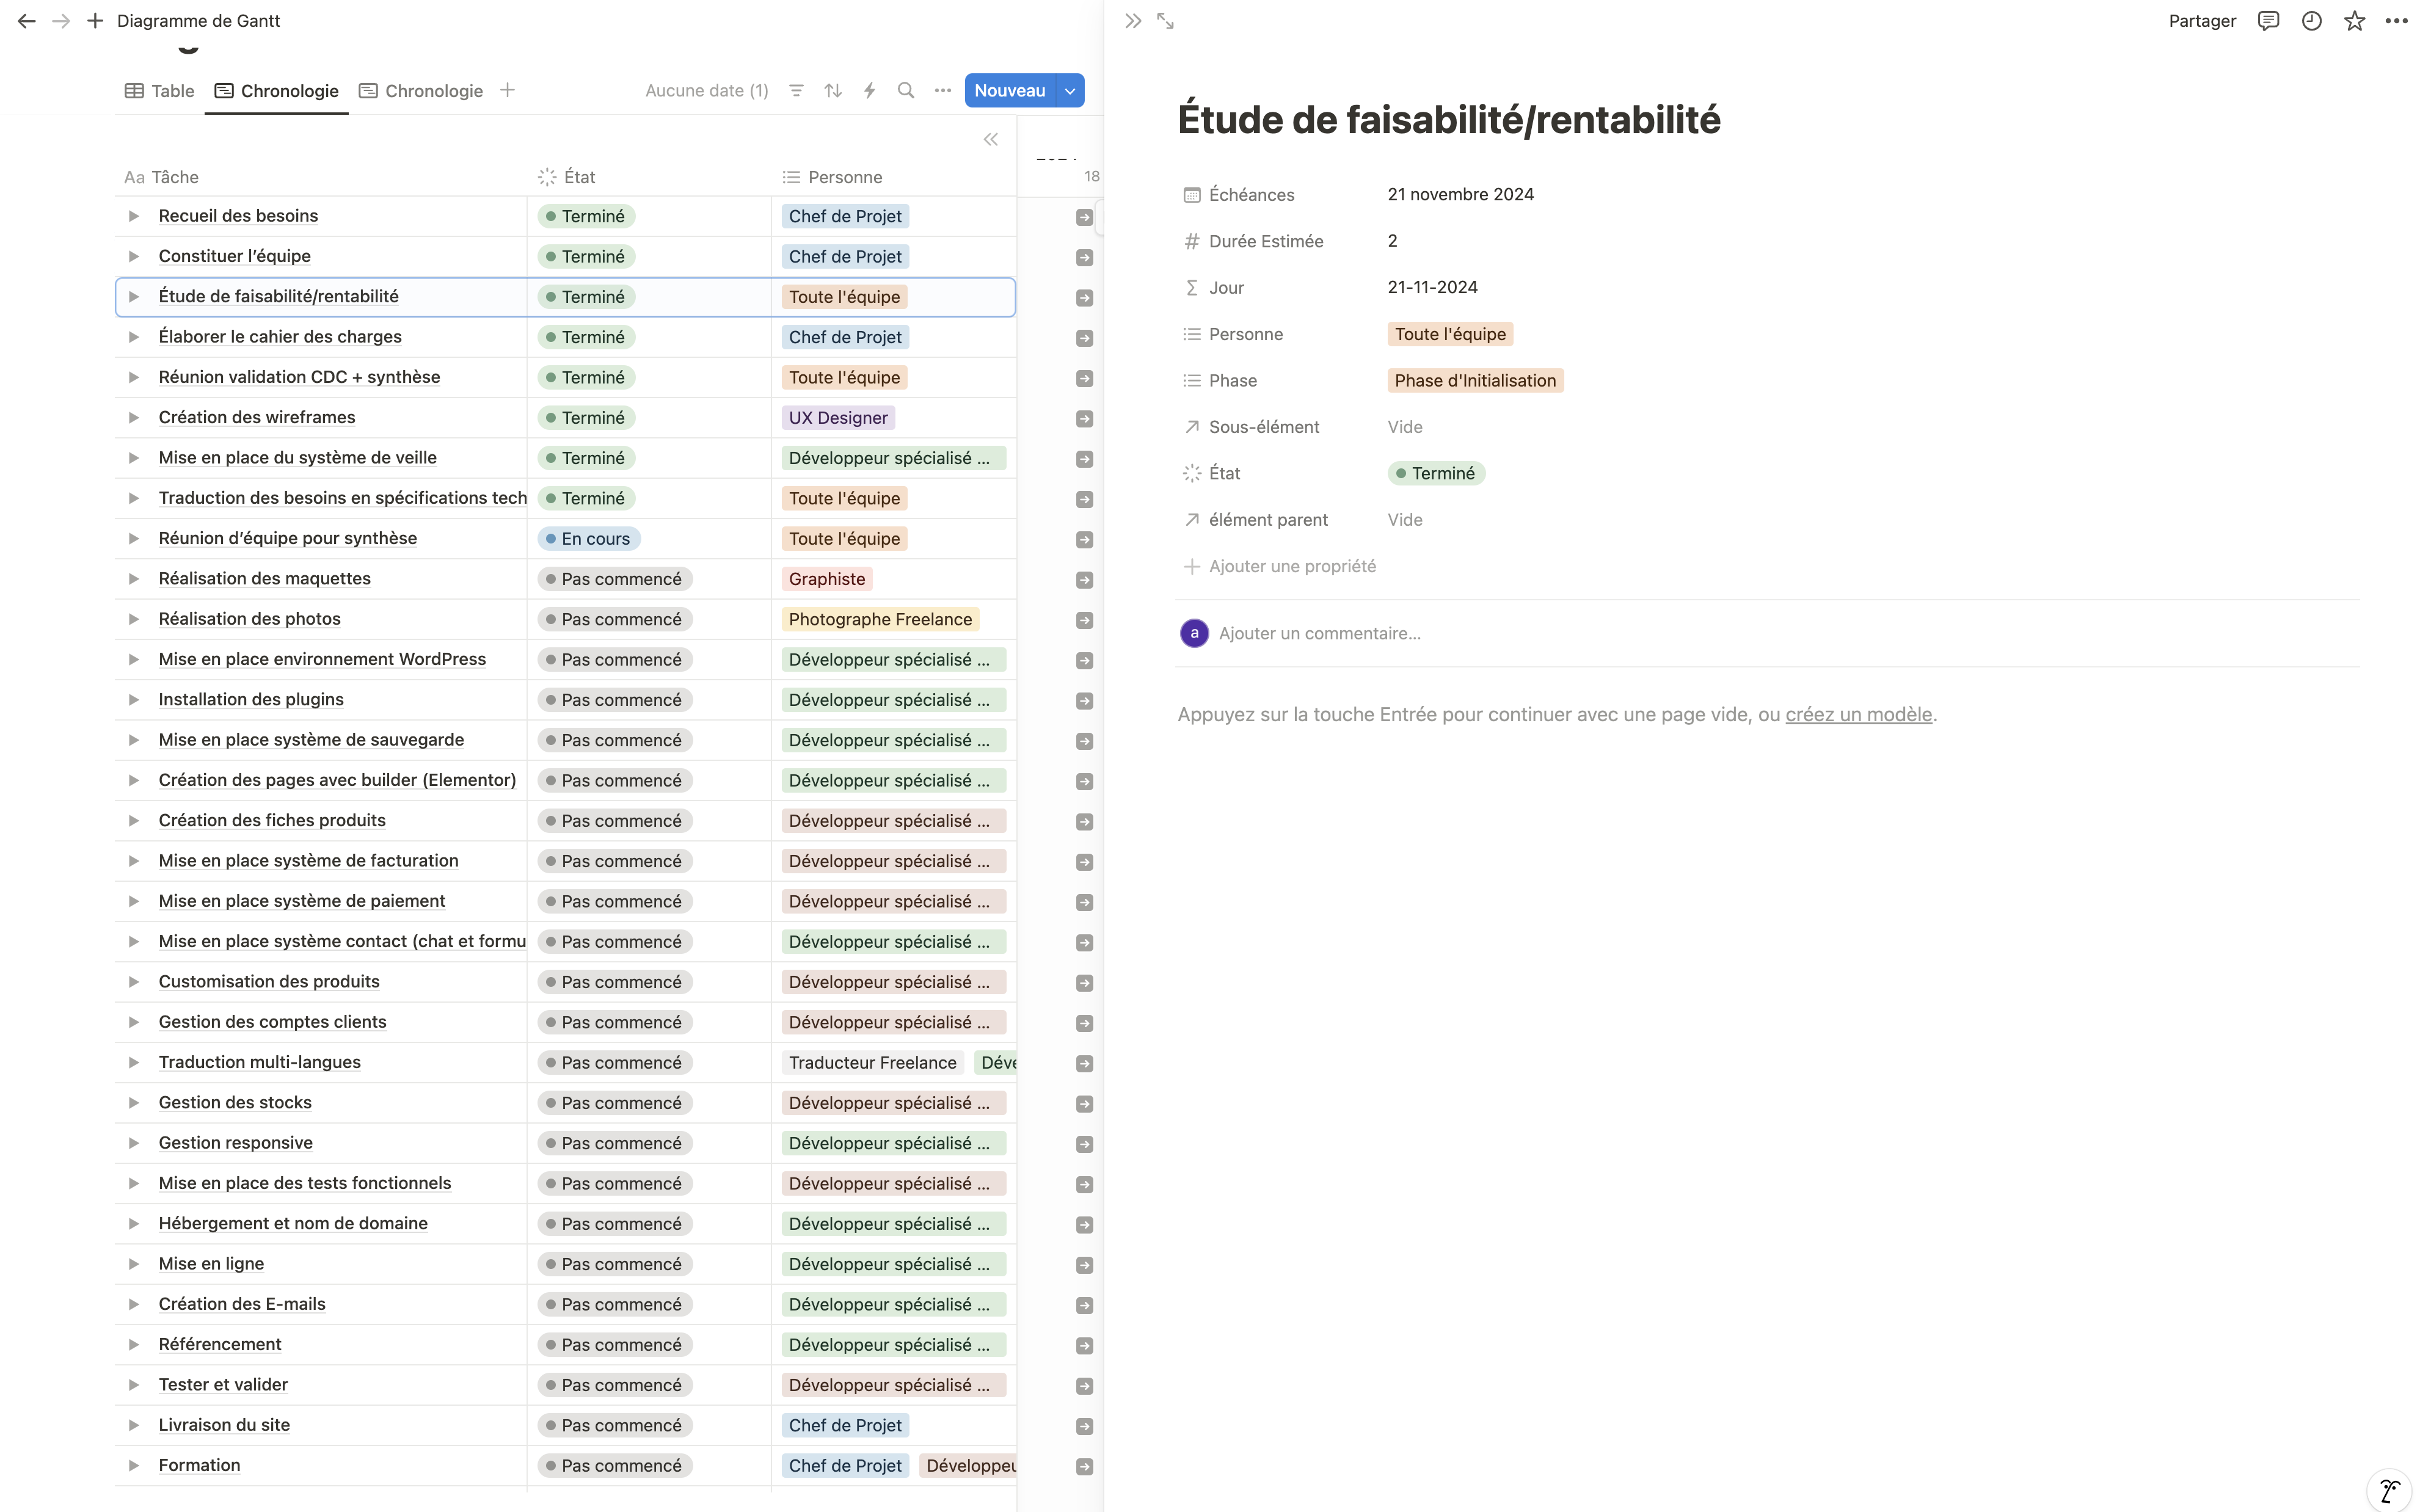 Diagramme de Gantt
Table Chronologie Chronologie
Aucune date (1) Nouveau
Aa Tâche État Personne 18
Recueil des besoins Terminé Chef de Projet
Constituer l’équipe Terminé Chef de Projet
Étude de faisabilité/rentabilité Terminé Toute l'équipe
Élaborer le cahier des charges Terminé Chef de Projet
Réunion validation CDC + synthèse Terminé Toute l'équipe
Création des wireframes Terminé UX Designer
Mise en place du système de veille Terminé Développeur spécialisé ...
Traduction des besoins en spécifications tech Terminé Toute l'équipe
Réunion d’équipe pour synthèse En cours Toute l'équipe
Réalisation des maquettes Pas commencé Graphiste
Réalisation des photos Pas commencé Photographe Freelance
Mise en place environnement WordPress Pas commencé Développeur spécialisé ...
Installation des plugins Pas commencé Développeur spécialisé ...
Mise en place système de sauvegarde Pas commencé Développeur spécialisé ...
Création des pages avec builder (Elementor) Pas commencé Développeur spécialisé ...
Création des fiches produits Pas commencé Développeur spécialisé ...
Mise en place système de facturation Pas commencé Développeur spécialisé ...
Mise en place système de paiement Pas commencé Développeur spécialisé ...
Mise en place système contact (chat et formu Pas commencé Développeur spécialisé ...
Customisation des produits Pas commencé Développeur spécialisé ...
Gestion des comptes clients Pas commencé Développeur spécialisé ...
Traduction multi-langues Pas commencé Traducteur Freelance Déve
Gestion des stocks Pas commencé Développeur spécialisé ...
Gestion responsive Pas commencé Développeur spécialisé ...
Mise en place des tests fonctionnels Pas commencé Développeur spécialisé ...
Hébergement et nom de domaine Pas commencé Développeur spécialisé ...
Mise en ligne Pas commencé Développeur spécialisé ...
Création des E-mails Pas commencé Développeur spécialisé ...
Référencement Pas commencé Développeur spécialisé ...
Tester et valider Pas commencé Développeur spécialisé ...
Livraison du site Pas commencé Chef de Projet
Formation Pas commencé Chef de Projet Développeu
Partager
Étude de faisabilité/rentabilité
Échéances 21 novembre 2024
Durée Estimée 2
Jour 21-11-2024
Personne Toute l'équipe
Phase Phase d'Initialisation
Sous-élément Vide
État Terminé
élément parent Vide
Ajouter une propriété
a Ajouter un commentaire...
Appuyez sur la touche Entrée pour continuer avec une page vide, ou créez un modèle.